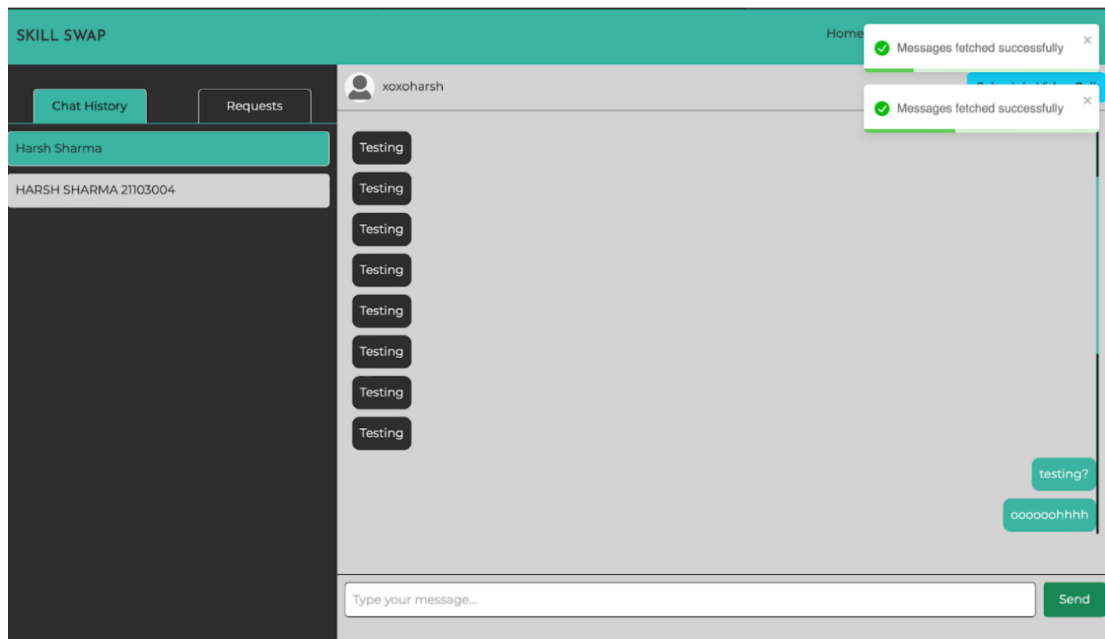 SKILL SWAP
Home
Messages fetched successfully
Messages fetched successfully
Chat History
Requests
Harsh Sharma
HARSH SHARMA 21103004
xoxoharsh
Testing
Testing
Testing
Testing
Testing
Testing
Testing
Testing
testing?
oooooohhhh
Type your message...
Send